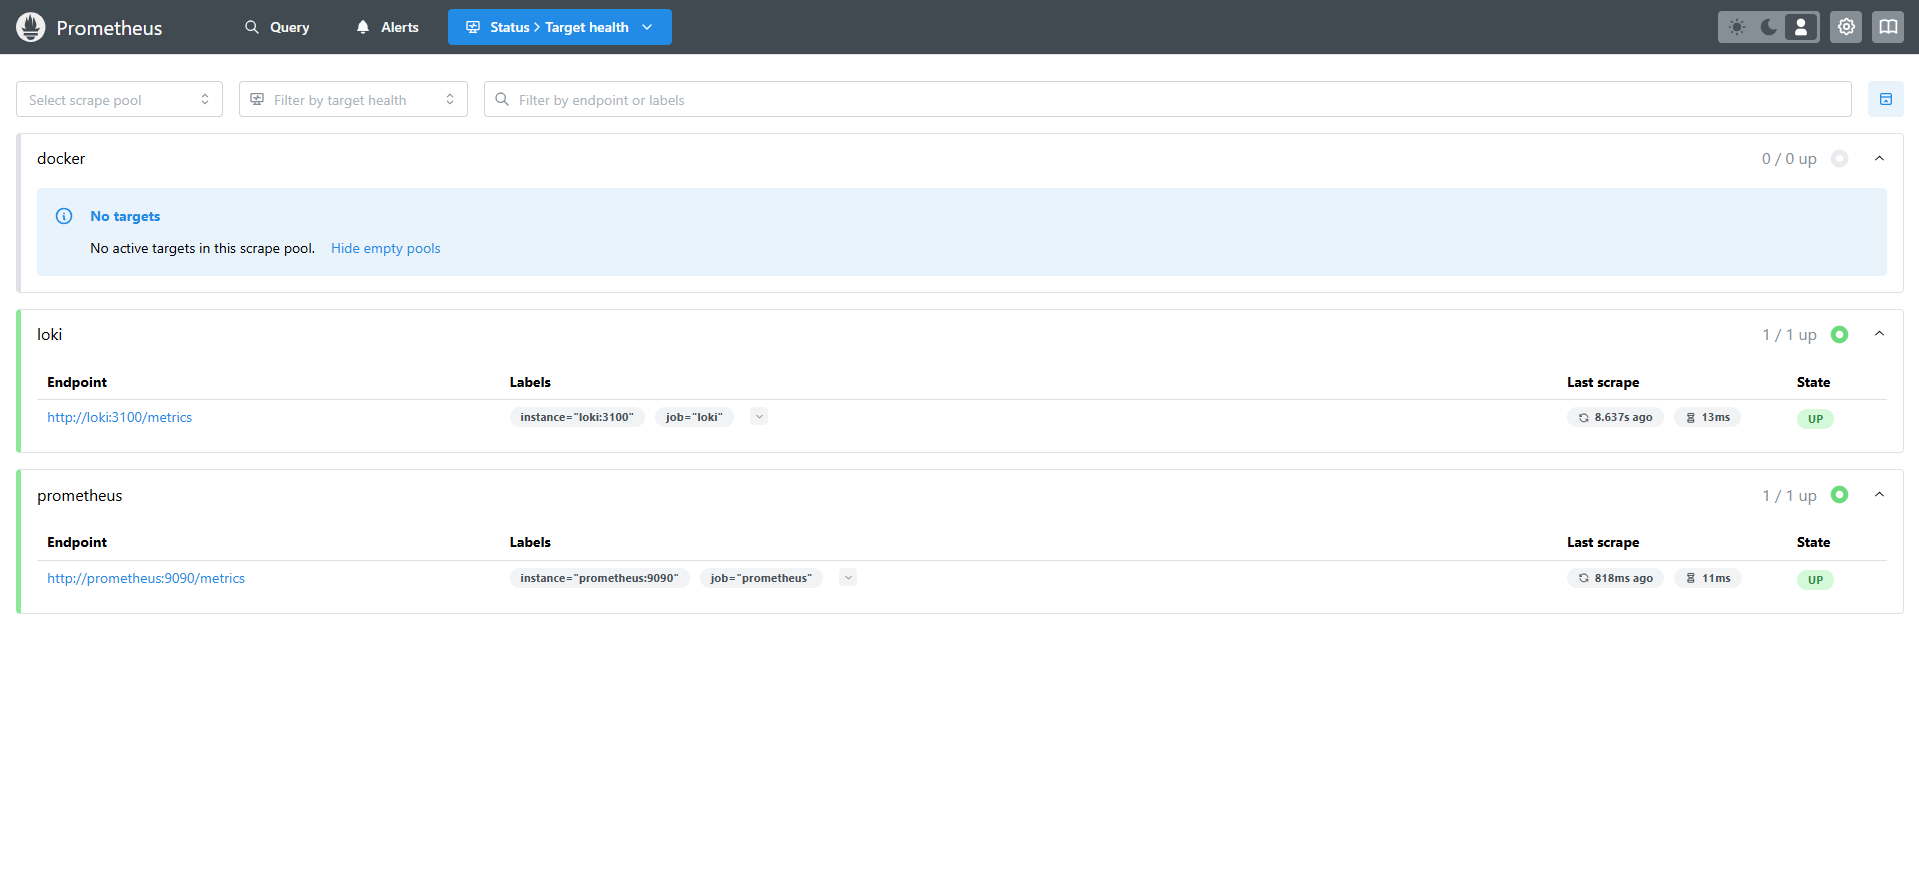 Prometheus Query Alerts Status > Target health
Select scrape pool Filter by target health Filter by endpoint or labels
docker 0 / 0 up
No targets
No active targets in this scrape pool. Hide empty pools
loki 1 / 1 up
Endpoint Labels Last scrape State
http://loki:3100/metrics instance="loki:3100" job="loki" 8.637s ago 13ms UP
prometheus 1 / 1 up
Endpoint Labels Last scrape State
http://prometheus:9090/metrics instance="prometheus:9090" job="prometheus" 818ms ago 11ms UP